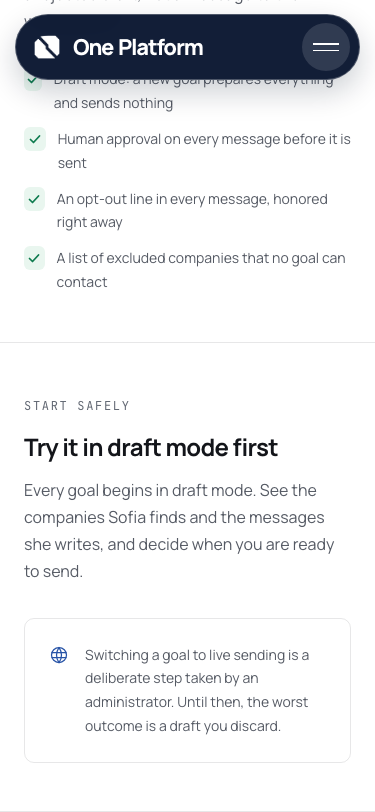 One Platform
Draft mode: a new goal prepares everything
and sends nothing
Human approval on every message before it is
sent
An opt-out line in every message, honored
right away
A list of excluded companies that no goal can
contact
START SAFELY
Try it in draft mode first
Every goal begins in draft mode. See the
companies Sofia finds and the messages
she writes, and decide when you are ready
to send.
Switching a goal to live sending is a
deliberate step taken by an
administrator. Until then, the worst
outcome is a draft you discard.